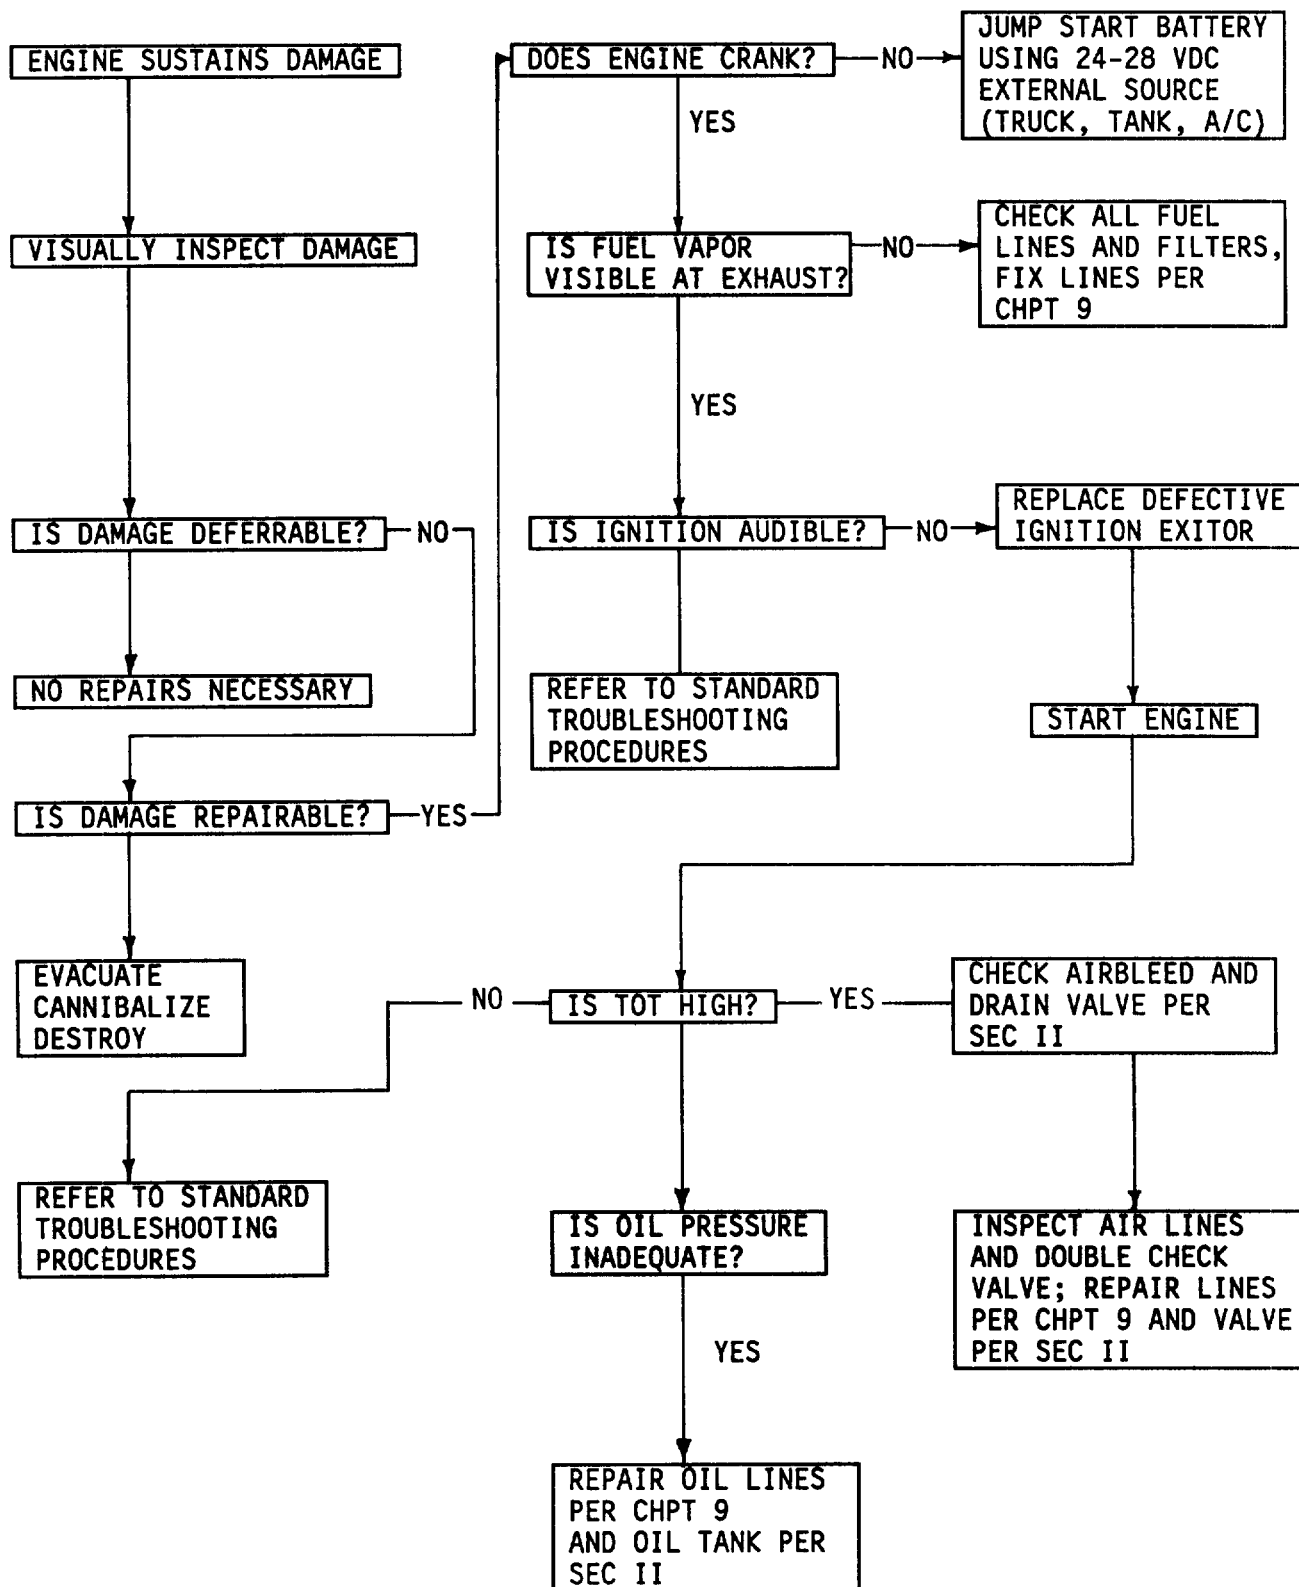 ENGINE SUSTAINS DAMAGE
VISUALLY INSPECT DAMAGE
IS DAMAGE DEFERRABLE?
NO
NO REPAIRS NECESSARY
IS DAMAGE REPAIRABLE?
YES
EVACUATE
CANNIBALIZE
DESTROY
DOES ENGINE CRANK?
NO
JUMP START BATTERY
USING 24-28 VDC
EXTERNAL SOURCE
(TRUCK, TANK, A/C)
YES
IS FUEL VAPOR
VISIBLE AT EXHAUST?
NO
CHECK ALL FUEL
LINES AND FILTERS,
FIX LINES PER
CHPT 9
YES
IS IGNITION AUDIBLE?
NO
REPLACE DEFECTIVE
IGNITION EXITOR
REFER TO STANDARD
TROUBLESHOOTING
PROCEDURES
START ENGINE
IS TOT HIGH?
NO
YES
CHECK AIRBLEED AND
DRAIN VALVE PER
SEC II
REFER TO STANDARD
TROUBLESHOOTING
PROCEDURES
IS OIL PRESSURE
INADEQUATE?
INSPECT AIR LINES
AND DOUBLE CHECK
VALVE; REPAIR LINES
PER CHPT 9 AND VALVE
PER SEC II
YES
REPAIR OIL LINES
PER CHPT 9
AND OIL TANK PER
SEC II